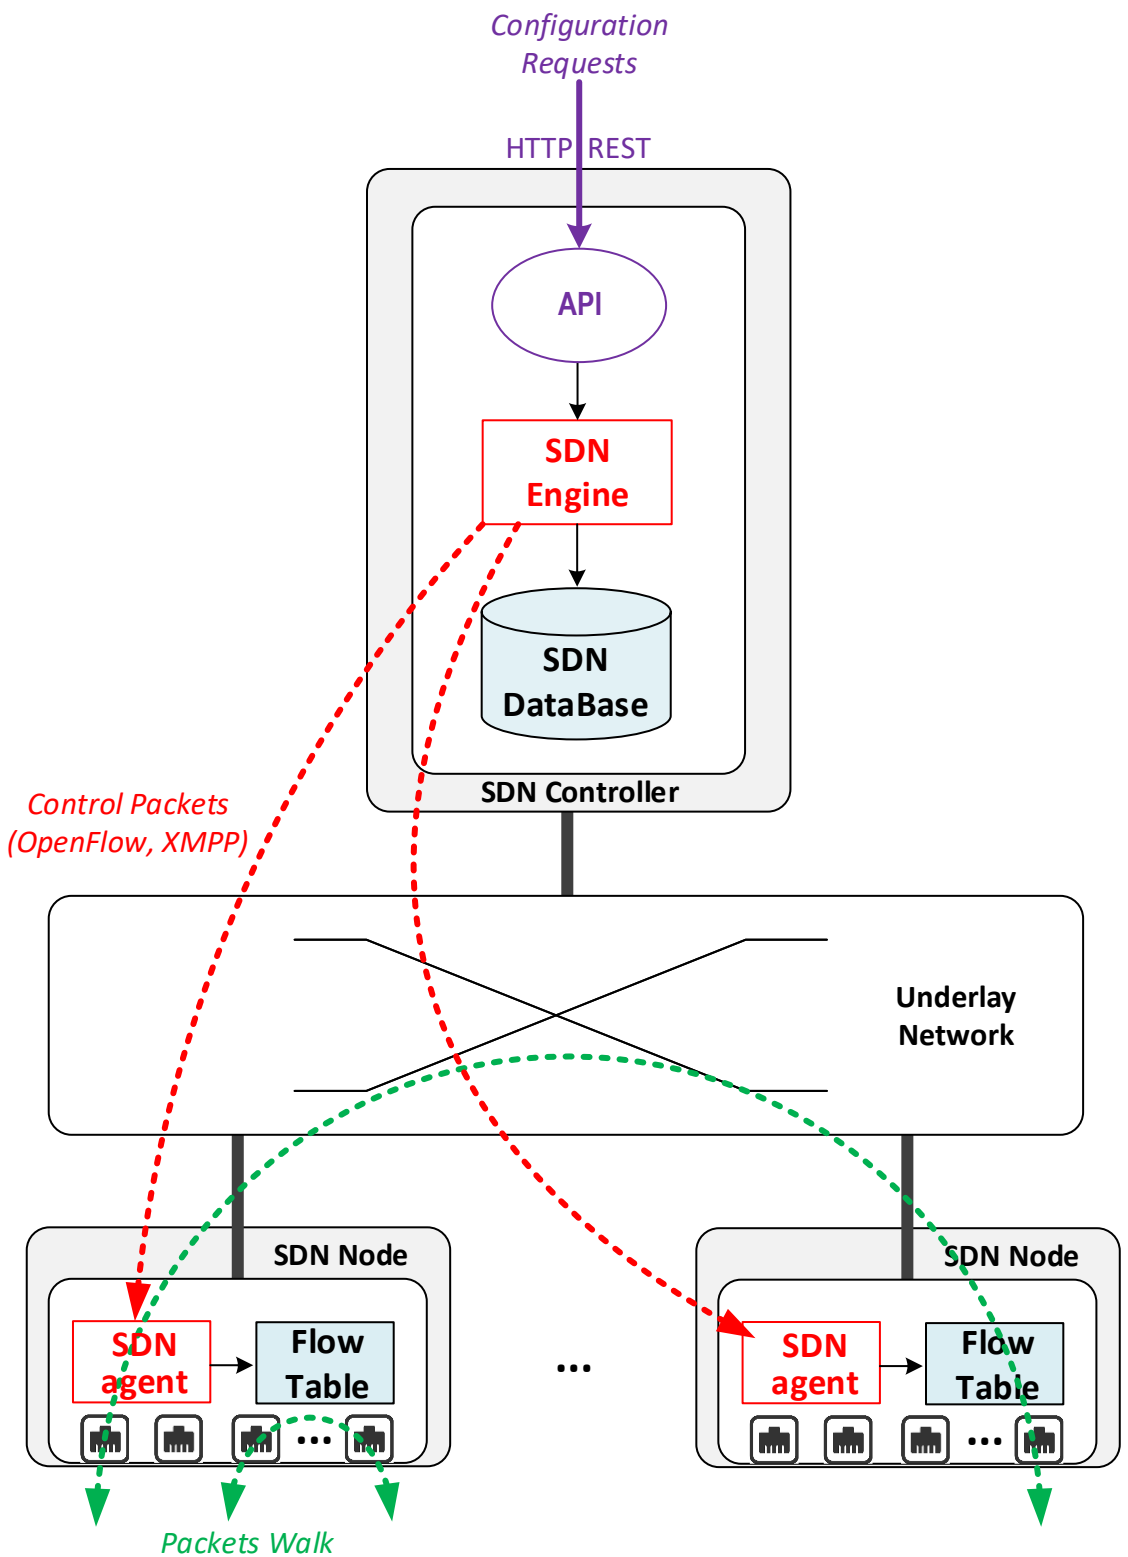 Configuration
Requests
HTTP REST
API
SDN
Engine
SDN
DataBase
SDN Controller
Control Packets
(OpenFlow, XMPP)
Underlay
Network
SDN Node
SDN Node
SDN
agent
Flow
Table
...
SDN
agent
Flow
Table
...
...
Packets Walk